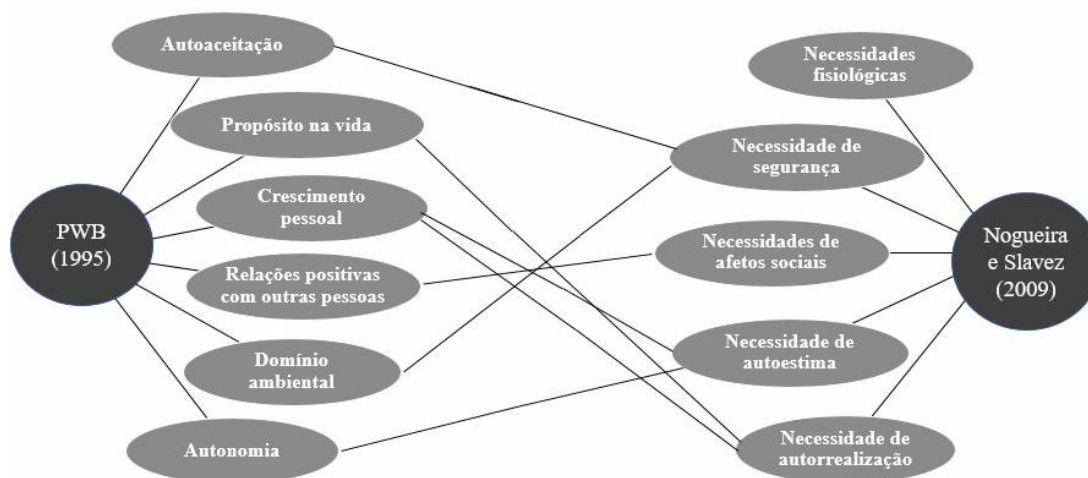 Autoaceitação
Propósito na vida
Crescimento
pessoal
Relações positivas
com outras pessoas
Domínio
ambiental
Autonomia
PWB
(1995)
Necessidades
fisiológicas
Necessidade de
segurança
Necessidades de
afetos sociais
Necessidade de
autoestima
Necessidade de
autorrealização
Nogueira
e Slavez
(2009)